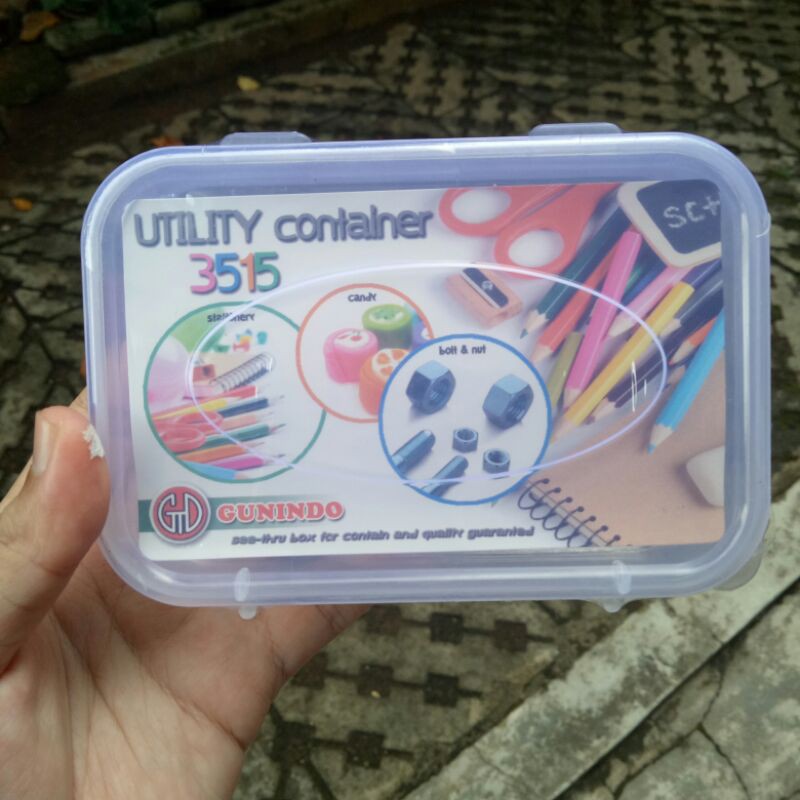 UTILITY container
3515
stationery
candy
bolt & nut
GUNINDO
see-thru box for contain and quality guaranted